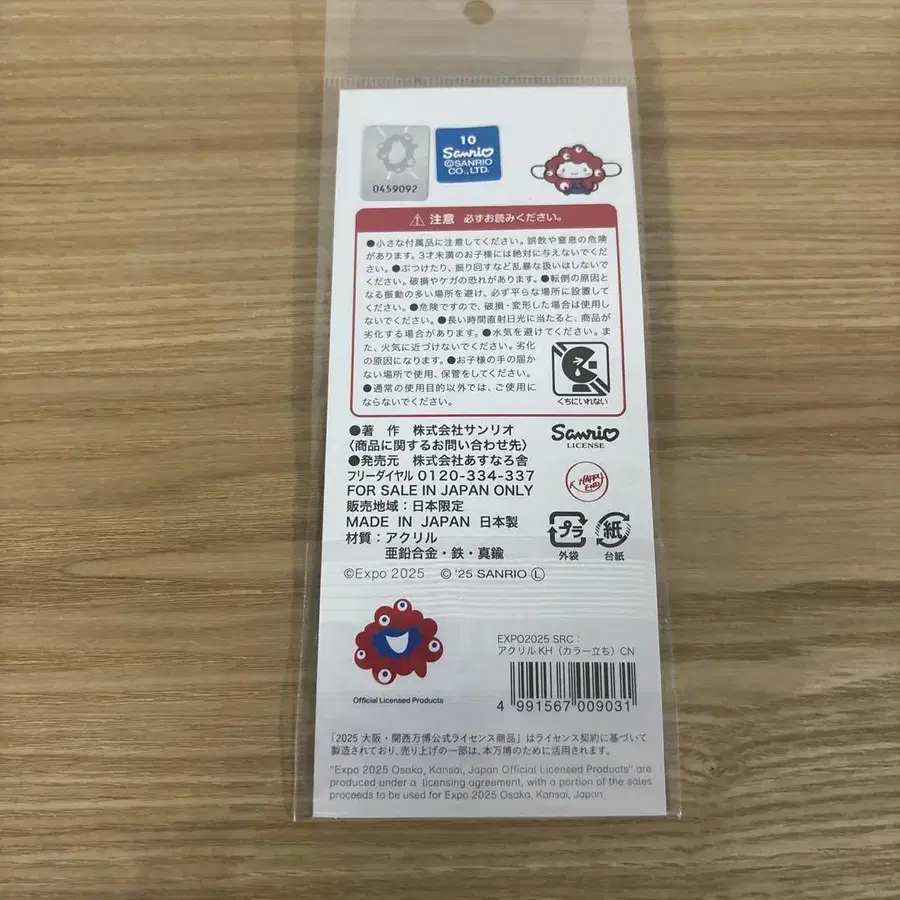 0459092
10
Sanrio
©SANRIO
CO.,LTD.
⚠ 注意 必ずお読みください。
●小さな付属品に注意してください。誤飲や窒息の危険
があります。3才未満のお子様には絶対に与えないでくだ
さい。●ぶつけたり、振り回すなど乱暴な扱いはしないで
ください。破損やケガの恐れがあります。●転倒の原因と
なる振動の多い場所を避け、必ず平らな場所に設置して
ください。●危険ですので、破損・変形した場合は使用し
ないでください。●長い時間直射日光に当たると、商品が
劣化する場合があります。●水気を避けてください。ま
た、火気に近づけないでください。劣化
の原因になります。●お子様の手の届か
ない場所で使用、保管をしてください。
●通常の使用目的以外では、ご使用に
ならないでください。
くちにいれない
●著 作 株式会社サンリオ
〈商品に関するお問い合わせ先〉
●発売元 株式会社あすなろ舎
フリーダイヤル 0120-334-337
FOR SALE IN JAPAN ONLY
販売地域：日本限定
MADE IN JAPAN 日本製
材質：アクリル
亜鉛合金・鉄・真鍮
Sanrio
LICENSE
HAPPY
END
プラ
外袋
紙
台紙
©Expo 2025 © '25 SANRIO Ⓛ
Official Licensed Products
EXPO2025 SRC：
アクリルKH（カラー立ち）CN
4 991567 009031
「2025 大阪・関西万博公式ライセンス商品」はライセンス契約に基づいて
製造されており、売り上げの一部は、本万博のために活用されます。
"Expo 2025 Osaka, Kansai, Japan Official Licensed Products" are
produced under a licensing agreement, with a portion of the sales
proceeds to be used for Expo 2025 Osaka, Kansai, Japan.